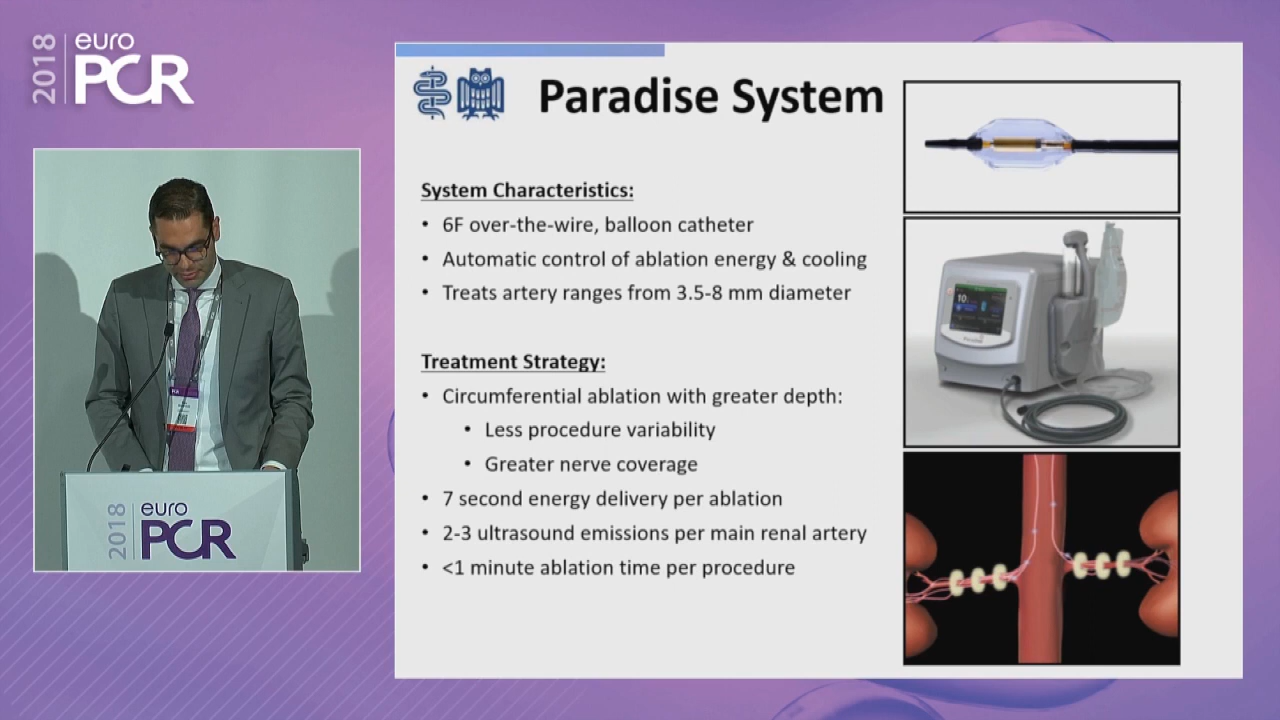 2018
euro
PCR
Paradise System
System Characteristics:
• 6F over-the-wire, balloon catheter
• Automatic control of ablation energy & cooling
• Treats artery ranges from 3.5-8 mm diameter
Treatment Strategy:
• Circumferential ablation with greater depth:
• Less procedure variability
• Greater nerve coverage
• 7 second energy delivery per ablation
• 2-3 ultrasound emissions per main renal artery
• <1 minute ablation time per procedure
2018
euro
PCR